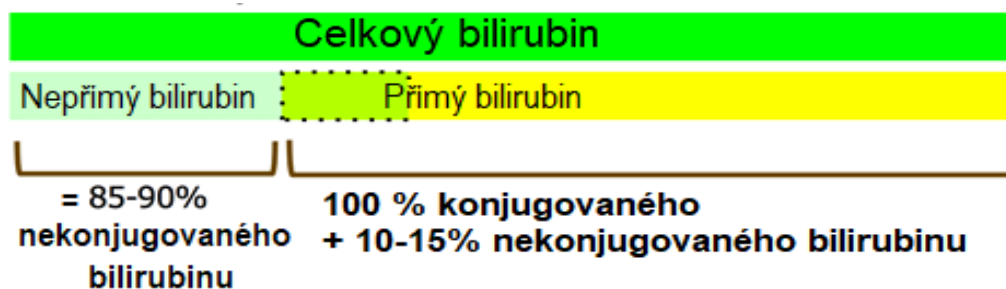 Celkový bilirubin
Nepřímý bilirubin
Přímý bilirubin
= 85-90%
nekonjugovaného
bilirubinu
100 % konjugovaného
+ 10-15% nekonjugovaného bilirubinu